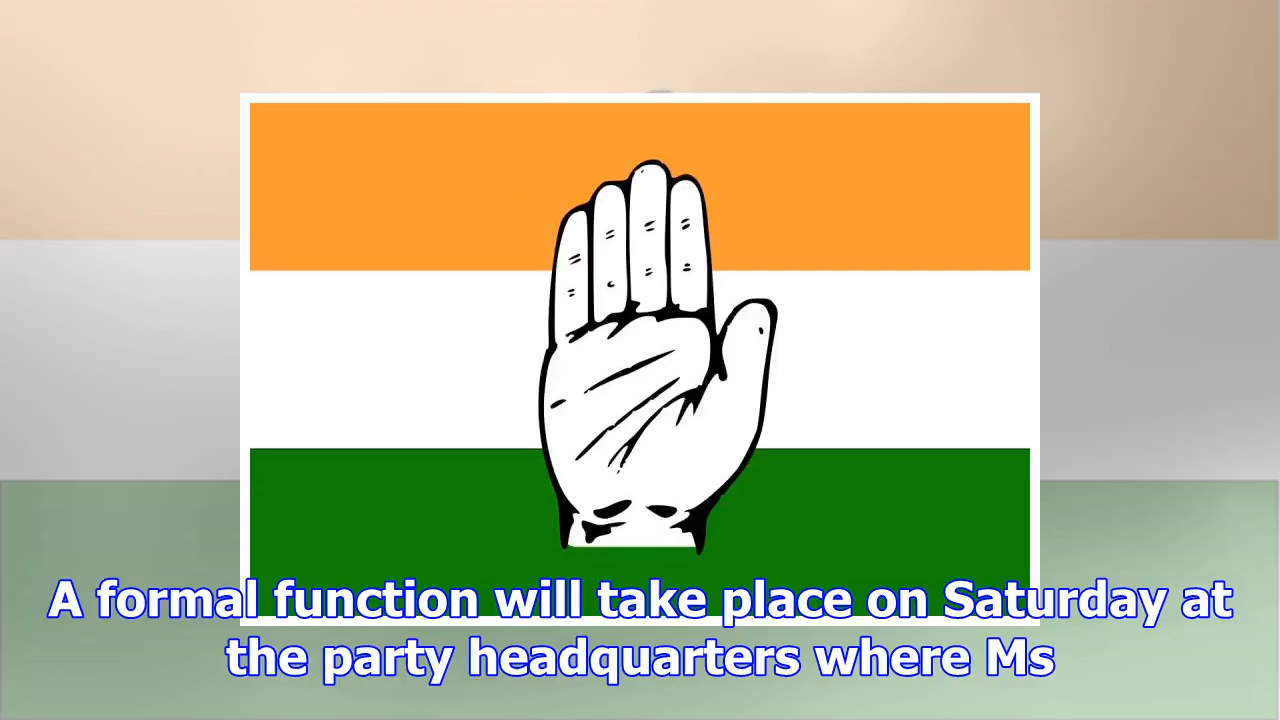 A formal function will take place on Saturday at
the party headquarters where Ms